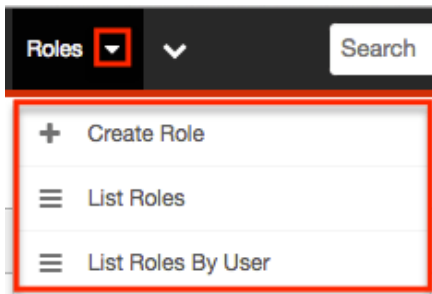 Roles
Search
Create Role
List Roles
List Roles By User